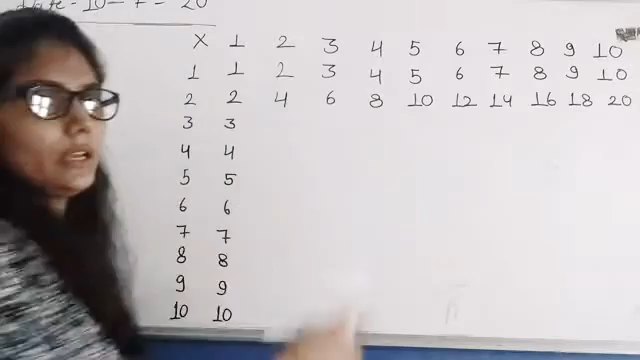 Date - 10 - 7 - 20
X 1 2 3 4 5 6 7 8 9 10
1 1 2 3 4 5 6 7 8 9 10
2 2 4 6 8 10 12 14 16 18 20
3 3
4 4
5 5
6 6
7 7
8 8
9 9
10 10